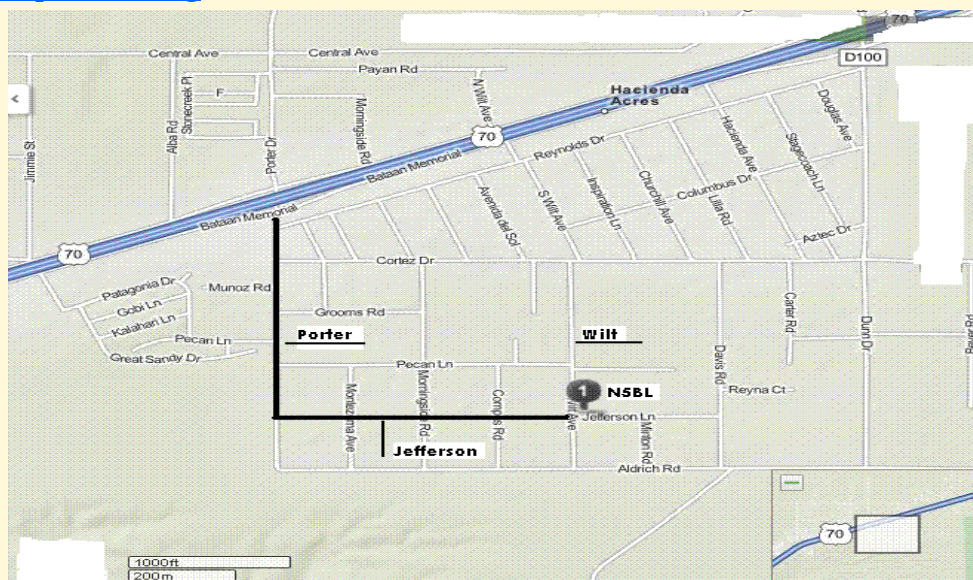 70
D100
Central Ave
Central Ave
Payan Rd
N Wilt Ave
Hacienda
Acres
F
Stonecreek Pl
Alba Rd
Jimmie St
Porter Dr
Morningside Rd
70
Bataan Memorial
Reynolds Dr
Hacienda Ave
Stagecoach Ln
Douglas Ave
Bataan Memorial
Avenida del Sol
S Wilt Ave
Inspiration Ln
Churchill Ave
Lilla Rd
Columbus Dr
Aztec Dr
70
Cortez Dr
Patagonia Dr
Munoz Rd
Gobi Ln
Kalahari Ln
Grooms Rd
Porter
Wilt
Carter Rd
Dunn Dr
Pecan Ln
Great Sandy Dr
Pecan Ln
Davis Rd
Reyna Ct
Montezuma Ave
Morningside Rd
Compas Rd
1
N5BL
Wilt Ave
Jefferson Ln
Minton Rd
Jefferson
Aldrich Rd
70
1000ft
200m